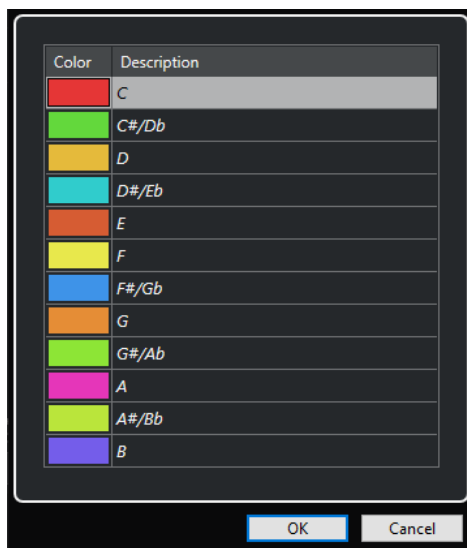 Color Description
C
C#/Db
D
D#/Eb
E
F
F#/Gb
G
G#/Ab
A
A#/Bb
B
OK Cancel